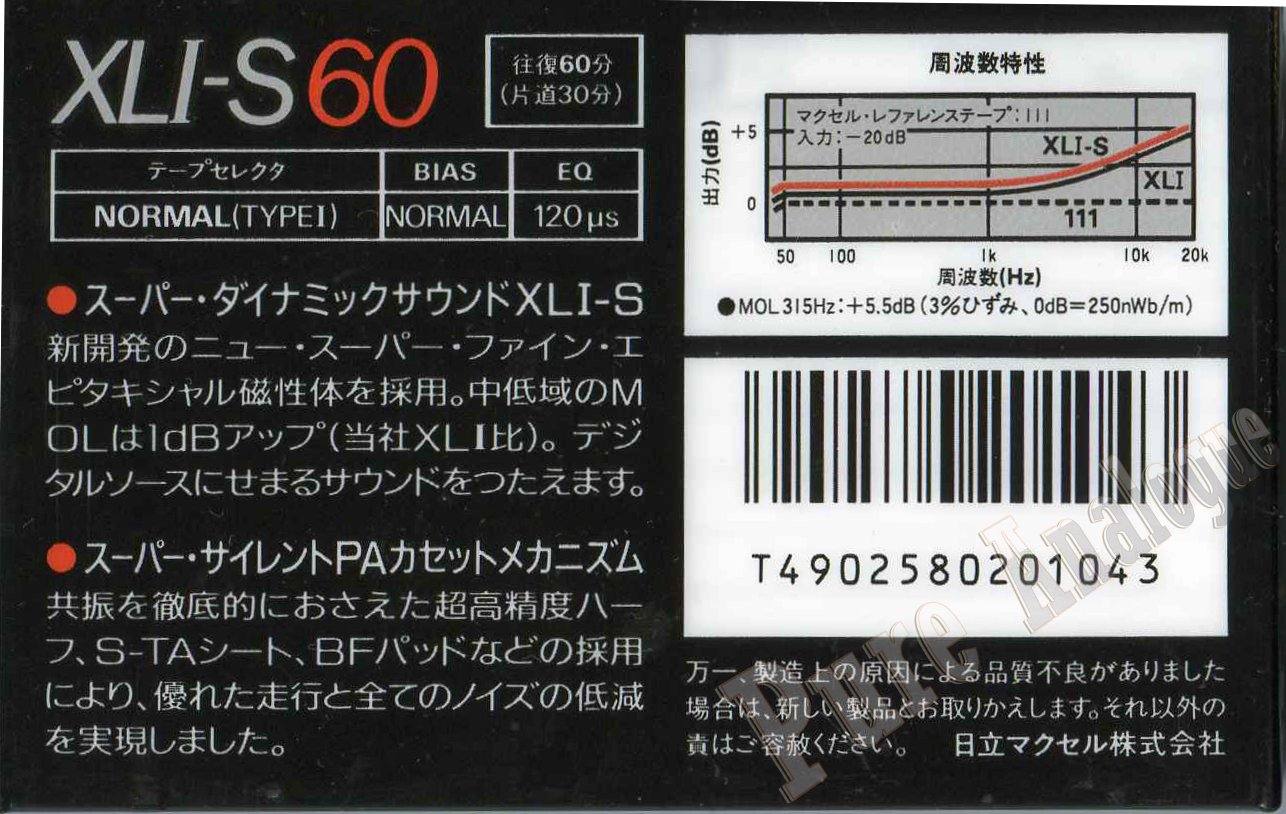 XLI-S60
往復60分
(片道30分)
テープセレクタ BIAS EQ
NORMAL(TYPEI) NORMAL 120μs
●スーパー・ダイナミックサウンドXLI-S
新開発のニュー・スーパー・ファイン・エ
ピタキシャル磁性体を採用。中低域のM
OLは1dBアップ(当社XLI比)。デジ
タルソースにせまるサウンドをつたえます。
●スーパー・サイレントPAカセットメカニズム
共振を徹底的におさえた超高精度ハー
フ、S-TAシート、BFパッドなどの採用
により、優れた走行と全てのノイズの低減
を実現しました。
周波数特性
マクセル・レファレンステープ:111
入力:-20dB
XLI-S
XLI
111
出力(dB)
+5
0
50 100 1k 10k 20k
周波数(Hz)
●MOL315Hz:+5.5dB(3%ひずみ、0dB=250nWb/m)
T4902580201043
万一、製造上の原因による品質不良がありました
場合は、新しい製品とお取りかえします。それ以外の
責はご容赦ください。 日立マクセル株式会社
Pure Analogue